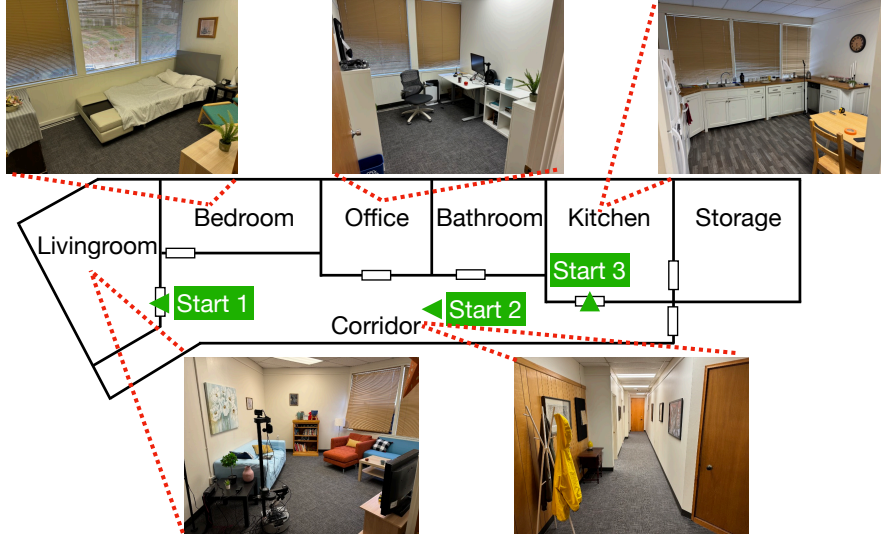 Bedroom
Office
Bathroom
Kitchen
Storage
Livingroom
Start 3
Start 1
Start 2
Corridor